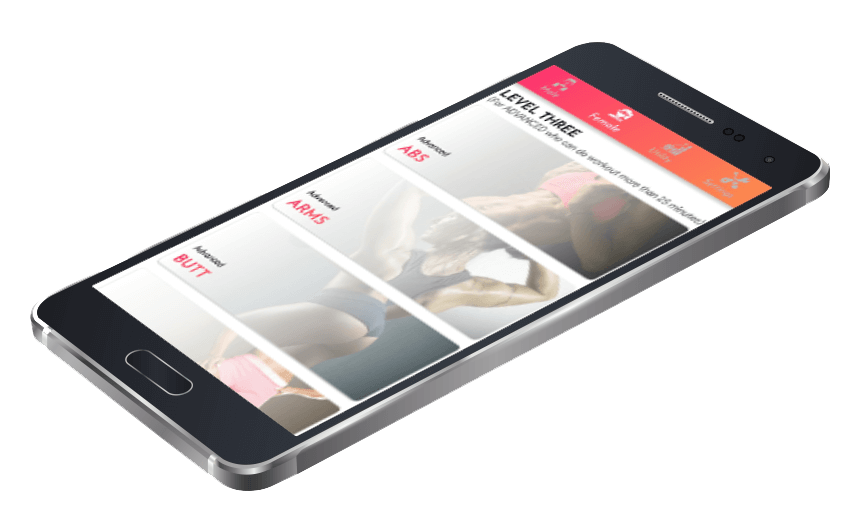 Male
Female
Utility
Settings
LEVEL THREE
(For ADVANCED who can do workout more than 25 minutes)
Advanced
ABS
Advanced
ARMS
Advanced
BUTT